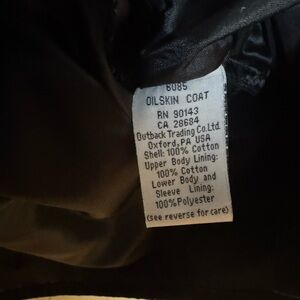 6085
OILSKIN COAT
RN 90143
CA 28684
Outback Trading Co.Ltd.
Oxford, PA USA
Shell: 100% Cotton
Upper Body Lining:
100% Cotton
Lower Body and
Sleeve Lining:
100%Polyester
(see reverse for care)